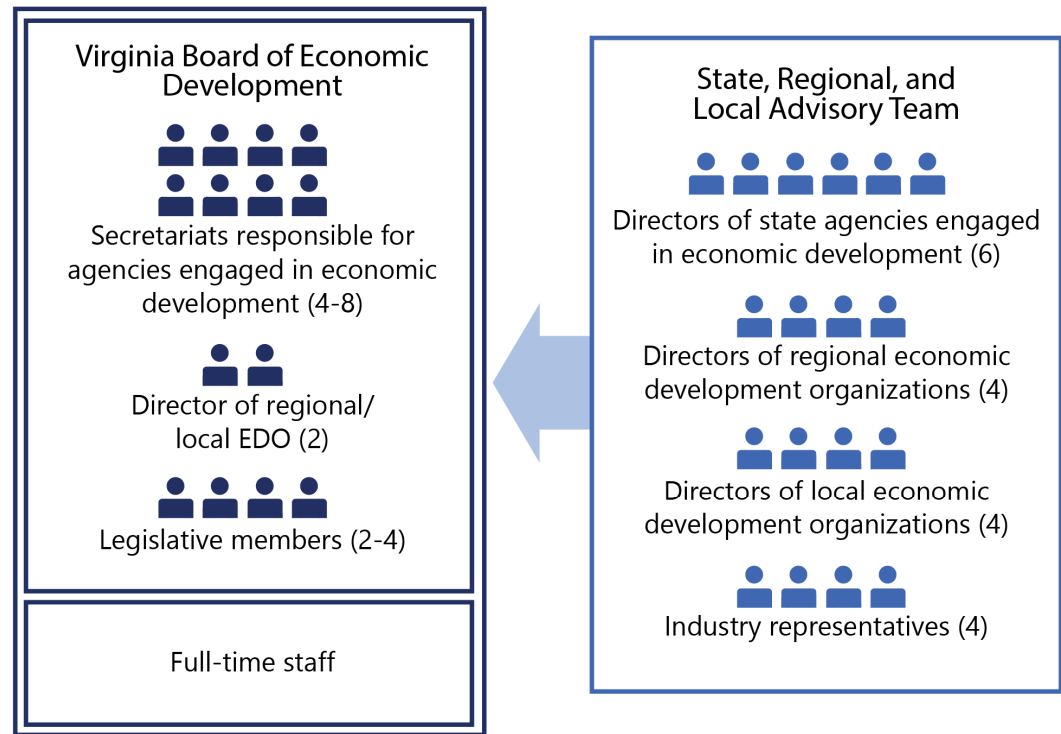 Virginia Board of Economic
Development
Secretariats responsible for
agencies engaged in economic
development (4-8)
Director of regional/
local EDO (2)
Legislative members (2-4)
Full-time staff
State, Regional, and
Local Advisory Team
Directors of state agencies engaged
in economic development (6)
Directors of regional economic
development organizations (4)
Directors of local economic
development organizations (4)
Industry representatives (4)